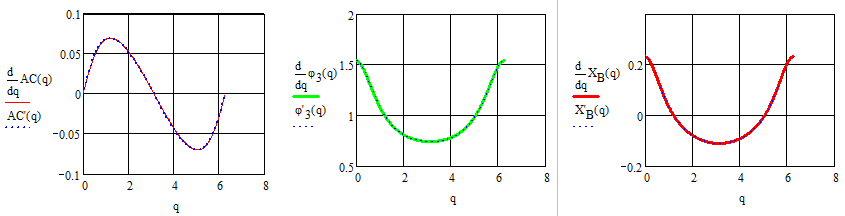 0.1
0.05
0
−0.05
−0.1
d
dq
AC(q)
AC'(q)
0 2 4 6 8
q
2
1.5
1
0.5
d
dq
φ3(q)
φ'3(q)
0 2 4 6 8
q
0.2
0
−0.2
d
dq
XB(q)
X'B(q)
0 2 4 6 8
q